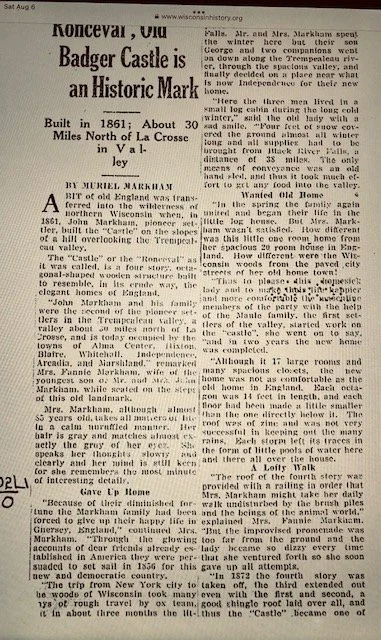 Sat Aug 6
www.wisconsinhistory.org
Ronceval, Old
Badger Castle is
an Historic Mark
Built in 1861; About 30
Miles North of La Crosse
in Val-
ley
BY MURIEL MARKHAM
A BIT of old England was trans-
ferred into the wilderness of
northern Wisconsin when, in
1861, John Markham, pioneer set-
tler, built the "Castle" on the slopes
of a hill overlooking the Trempeal-
eau valley.
The "Castle" or the "Ronceval" as
it was called, is a four story, octa-
gonal-shaped wooden structure built
to resemble, in its crude way, the
elegant homes of England.
"John Markham and his family
were the second of the pioneer set-
tlers in the Trempealeau valley, a
valley about 30 miles north of La
Crosse, and is today occupied by the
towns of Alma Center, Hixton,
Blaire, Whitehall, Independence,
Arcadia, and Marshland," remarked
Mrs. Fannie Markham, wife of the
youngest son of Mr. and Mrs. John
Markham, while seated on the steps
of this old landmark.
Mrs. Markham, although almost
85 years old, takes all matters of life
in a calm unruffled manner. Her
hair is gray and matches almost ex-
actly the gray of her eyes. She
speaks her thoughts slowly and
clearly and her mind is still keen
for she remembers the most minute
of interesting details.
Gave Up Home
"Because of their diminished for-
tune the Markham family had been
forced to give up their happy life in
Guersey, England," continued Mrs.
Markham. "Through the glowing
accounts of dear friends already es-
tablished in America they were per-
suaded to set sail in 1856 for this
new and democratic country.
"The trip from New York city to
the woods of Wisconsin took many
days of rough travel by ox team,
it in about three months the lit-
Falls. Mr. and Mrs. Markham spent
the winter here but their son
George and two companions went
on down along the Trempealeau riv-
er, through the spacious valley, and
finally decided on a place near what
is now Independence for their new
home.
"Here the three men lived in a
small log cabin during the long cold
winter," said the old lady with a
sad smile. "Four feet of snow cov-
ered the ground almost all winter
long and all supplies had to be
brought from Black River Falls, a
distance of 38 miles. The only
means of conveyance was an old
hand sled, and thus it took much ef-
fort to get any food into the valley.
Wanted Old Home
"In the spring the family again
united and began their life in the
little log house. But Mrs. Mark-
ham wasn't satisfied. How different
was this little one room home from
her spacious 20 room house in Eng-
land. How different were the Wis-
consin woods from the paved city
streets of her old home town!
"Thus to please this homesick
lady and to make things happier
and more comfortable the
members of the party with the help
of the Maule family, the first set-
tlers of the valley, started work on
the "castle", she went on to say,
"and in two years the new home
was completed.
"Although it 17 large rooms and
many spacious closets, the new
home was not as comfortable as the
old home in England. Each octa-
gon was 14 feet in length, and each
floor had been made a little smaller
than the one directly below it. The
roof was of zinc and was not very
successful in keeping out the many
rains. Each storm left its traces in
the form of little pools of water here
and there all over the house.
A Lofty Walk
"The roof of the fourth story was
provided with a railing in order that
Mrs. Markham might take her daily
walk undisturbed by the brush piles
and the beings of the animal world,"
explained Mrs. Fannie Markham.
"But the improvised promenade was
too far from the ground and the
lady became so dizzy every time
that she ventured forth so she soon
gave up all attempts.
"In 1872 the fourth story was
taken off, the third extended out
even with the first and second, a
good shingle roof laid over all, and
thus the "Castle" became one of